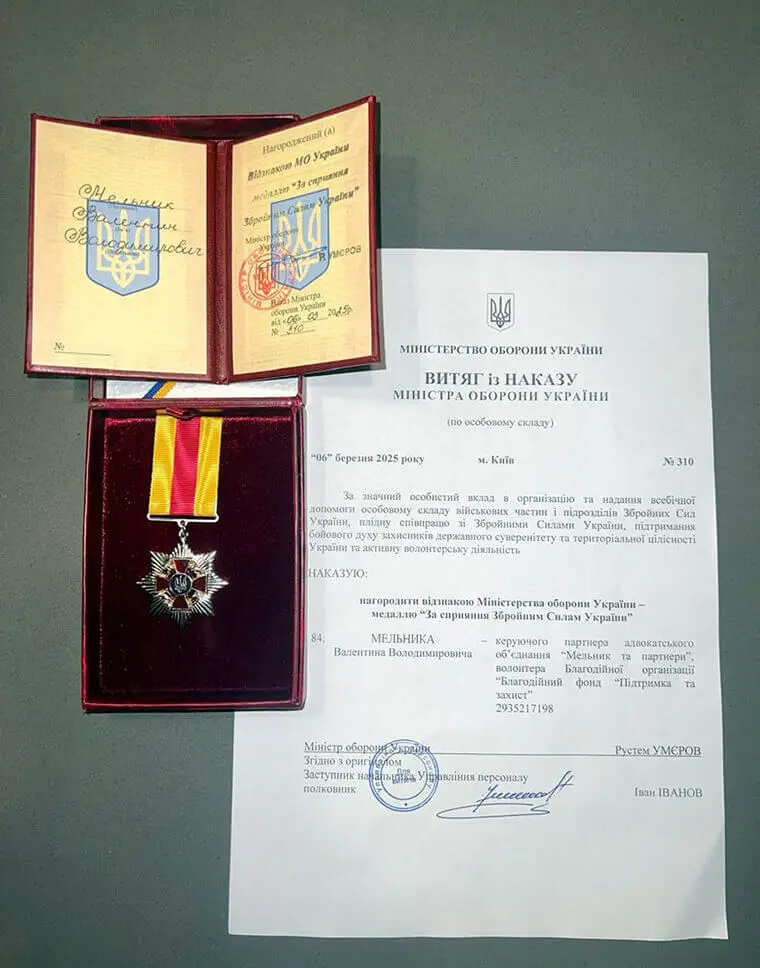 Мельник
Валентин
Володимирович
№
Нагороджений (а)
Відзнакою МО України
медаллю "За сприяння
Збройним Силам України"
Міністр оборони
України
Р. УМЄРОВ
Наказ Міністра
оборони України
від «06» 03 2025р.
№ 310
МІНІСТЕРСТВО ОБОРОНИ УКРАЇНИ
ВИТЯГ із НАКАЗУ
МІНІСТРА ОБОРОНИ УКРАЇНИ
(по особовому складу)
“06” березня 2025 року м. Київ № 310
За значний особистий вклад в організацію та надання всебічної
допомоги особовому складу військових частин і підрозділів Збройних Сил
України, плідну співпрацю зі Збройними Силами України, підтримання
бойового духу захисників державного суверенітету та територіальної цілісності
України та активну волонтерську діяльність
НАКАЗУЮ:
нагородити відзнакою Міністерства оборони України –
медаллю “За сприяння Збройним Силам України”
84. МЕЛЬНИКА – керуючого партнера адвокатського
Валентина Володимировича об’єднання “Мельник та партнери”,
волонтера Благодійної організації
“Благодійний фонд “Підтримка та
захист”
2935217198
Міністр оборони України Рустем УМЄРОВ
Згідно з оригіналом
Заступник начальника Управління персоналу
полковник Іван ІВАНОВ